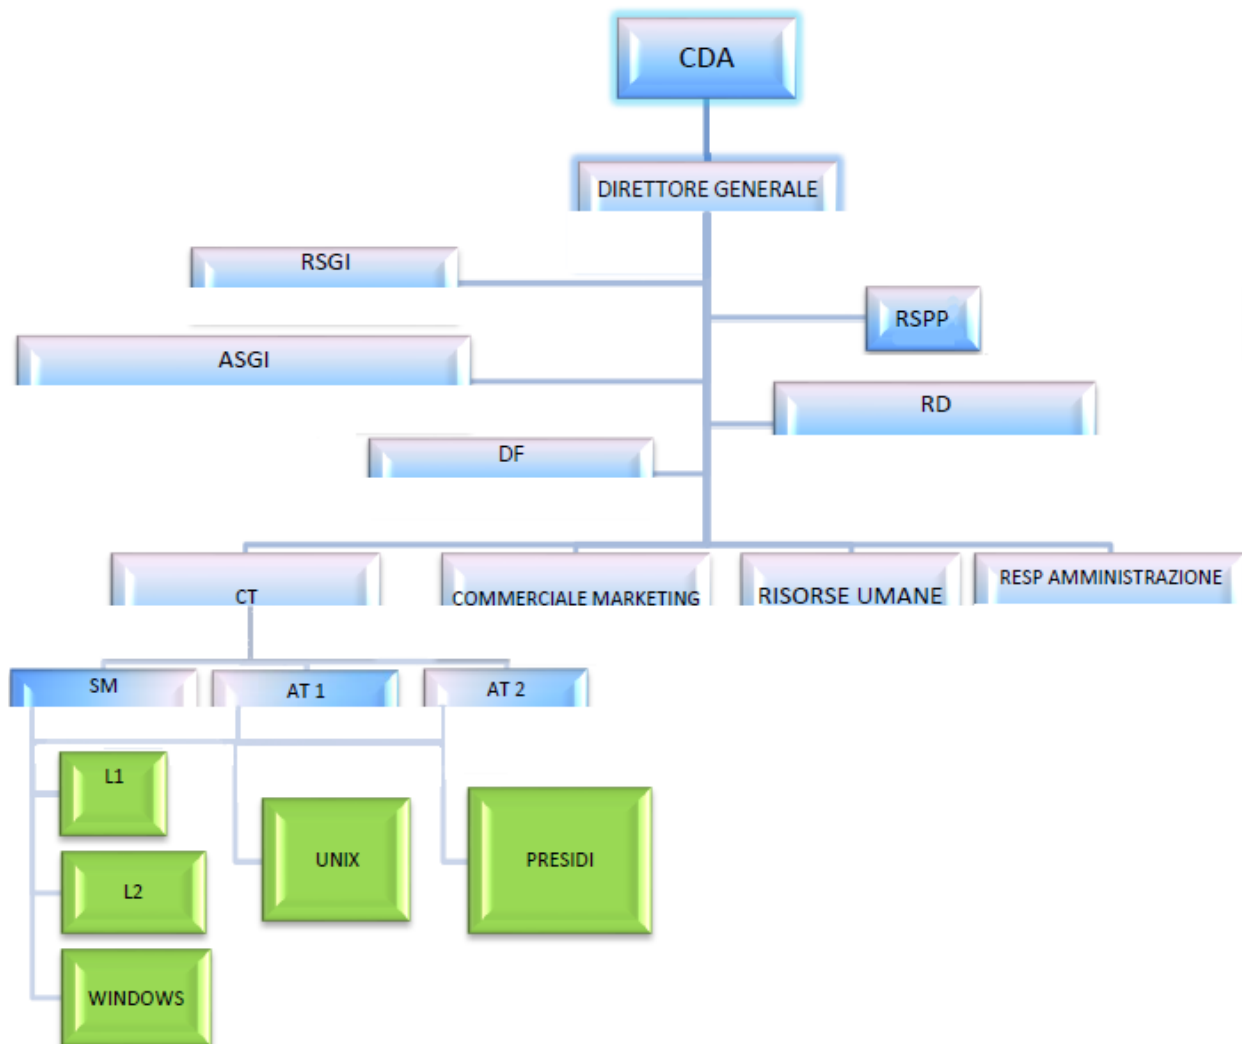 CDA
DIRETTORE GENERALE
RSGI
RSPP
ASGI
RD
DF
CT
COMMERCIALE MARKETING
RISORSE UMANE
RESP AMMINISTRAZIONE
SM
AT 1
AT 2
L1
UNIX
PRESIDI
L2
WINDOWS